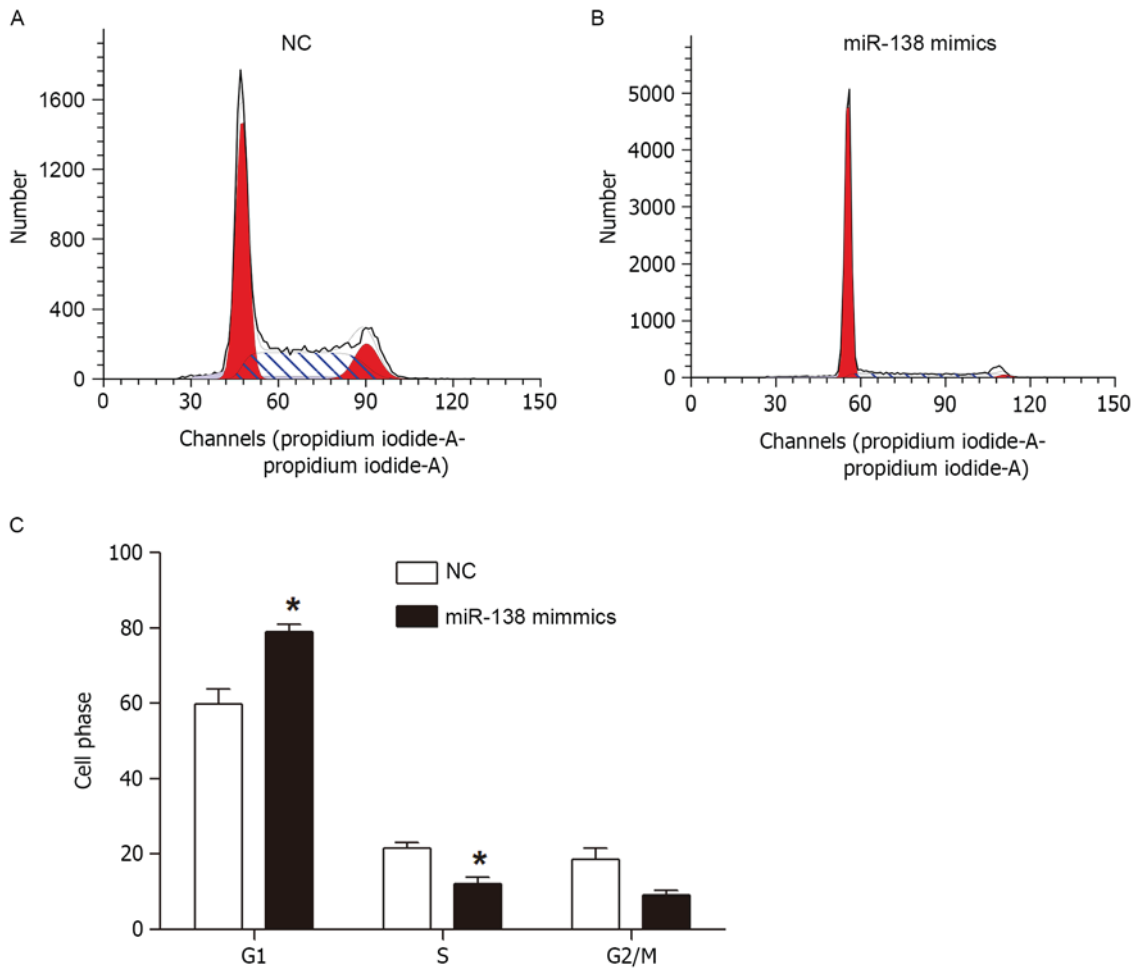 A
NC
1600
1200
800
400
0
Number
0 30 60 90 120 150
Channels (propidium iodide-A-
propidium iodide-A)
B
miR-138 mimics
5000
4000
3000
2000
1000
0
Number
0 30 60 90 120 150
Channels (propidium iodide-A-
propidium iodide-A)
C
100
80
60
40
20
0
Cell phase
NC
miR-138 mimmics
*
*
G1 S G2/M